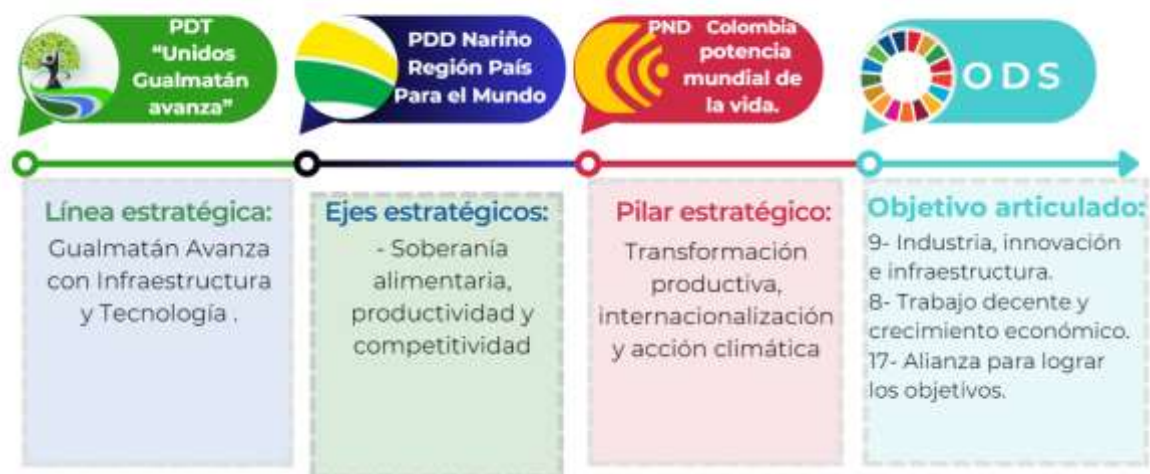 PDT
“Unidos
Gualmatán
avanza”
PDD Nariño
Región País
Para el Mundo
PND Colombia
potencia
mundial de
la vida.
ODS
Línea estratégica:
Gualmatán Avanza
con Infraestructura
y Tecnología .
Ejes estratégicos:
- Soberanía
alimentaria,
productividad y
competitividad
Pilar estratégico:
Transformación
productiva,
internacionalización
y acción climática
Objetivo articulado:
9- Industria, innovación
e infraestructura.
8- Trabajo decente y
crecimiento económico.
17- Alianza para lograr
los objetivos.